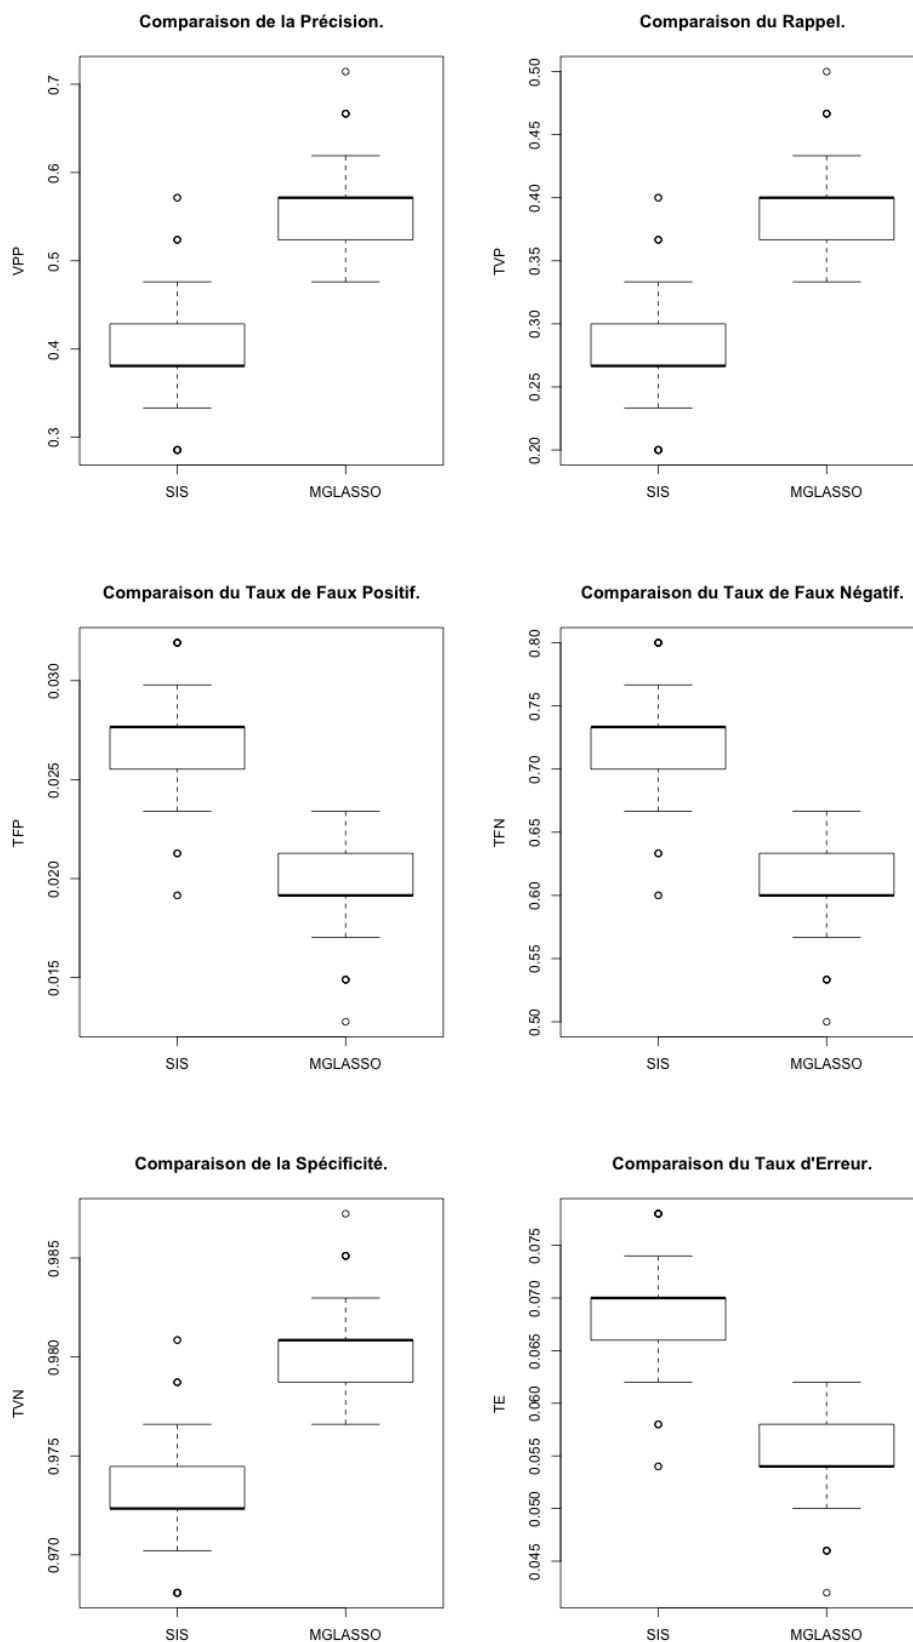 Comparaison de la Précision.
VPP
0.7
0.6
0.5
0.4
0.3
SIS
MGLASSO
Comparaison du Rappel.
TVP
0.50
0.45
0.40
0.35
0.30
0.25
0.20
SIS
MGLASSO
Comparaison du Taux de Faux Positif.
TFP
0.030
0.025
0.020
0.015
SIS
MGLASSO
Comparaison du Taux de Faux Négatif.
TFN
0.80
0.75
0.70
0.65
0.60
0.55
0.50
SIS
MGLASSO
Comparaison de la Spécificité.
TVN
0.985
0.980
0.975
0.970
SIS
MGLASSO
Comparaison du Taux d'Erreur.
TE
0.075
0.070
0.065
0.060
0.055
0.050
0.045
SIS
MGLASSO